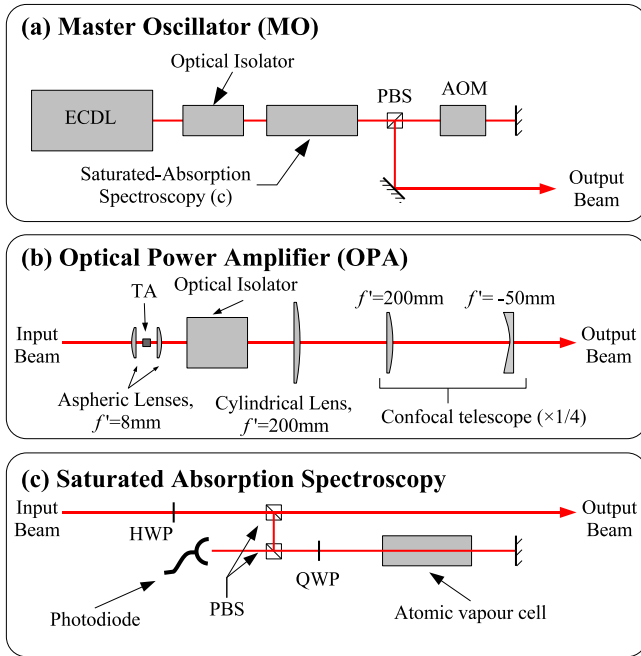 (a) Master Oscillator (MO)
Optical Isolator
ECDL
PBS
AOM
Saturated-Absorption
Spectroscopy (c)
Output
Beam
(b) Optical Power Amplifier (OPA)
TA
Optical Isolator
f'=200mm
f'= -50mm
Input
Beam
Output
Beam
Aspheric Lenses,
f'=8mm
Cylindrical Lens,
f'=200mm
Confocal telescope (×1/4)
(c) Saturated Absorption Spectroscopy
Input
Beam
HWP
Output
Beam
Photodiode
PBS
QWP
Atomic vapour cell